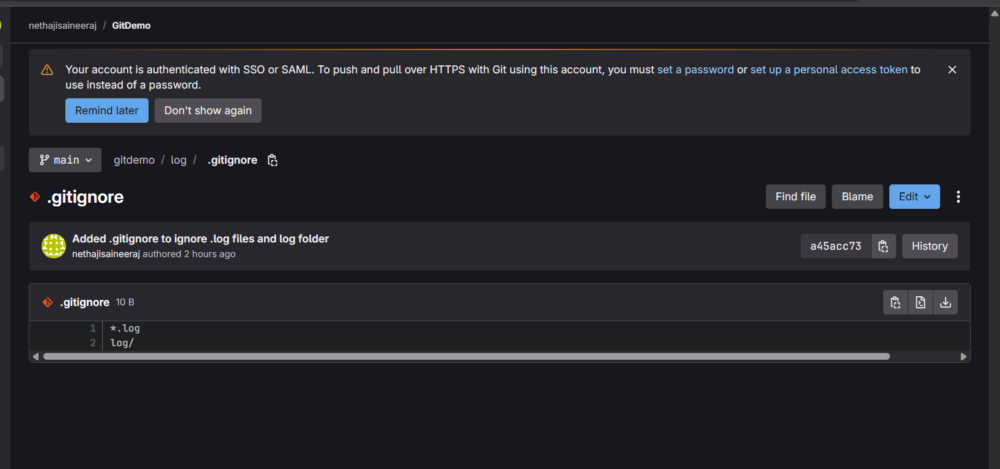 nethajisaineeraj / GitDemo
Your account is authenticated with SSO or SAML. To push and pull over HTTPS with Git using this account, you must set a password or set up a personal access token to
use instead of a password.
Remind later Don't show again
main gitdemo / log / .gitignore
.gitignore Find file Blame Edit
Added .gitignore to ignore .log files and log folder
nethajisaineeraj authored 2 hours ago
a45acc73 History
.gitignore 10 B
1 *.log
2 log/